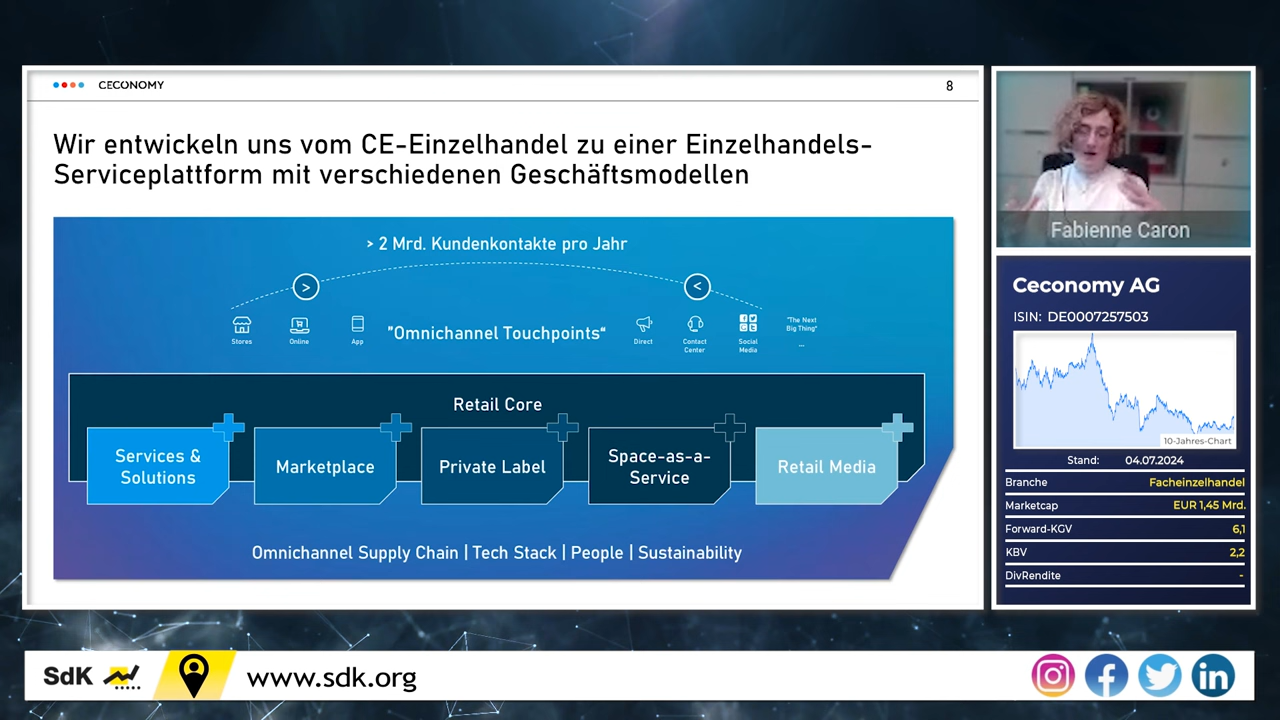 CECONOMY
8
Wir entwickeln uns vom CE-Einzelhandel zu einer Einzelhandels-
Serviceplattform mit verschiedenen Geschäftsmodellen
> 2 Mrd. Kundenkontakte pro Jahr
>
<
Stores
Online
App
"Omnichannel Touchpoints“
Direct
Contact
Center
Social
Media
"The Next
Big Thing"
...
Retail Core
Services &
Solutions
Marketplace
Private Label
Space-as-a-
Service
Retail Media
Omnichannel Supply Chain | Tech Stack | People | Sustainability
Fabienne Caron
Ceconomy AG
ISIN: DE0007257503
10-Jahres-Chart
Stand: 04.07.2024
Branche Facheinzelhandel
Marketcap EUR 1,45 Mrd.
Forward-KGV 6,1
KBV 2,2
DivRendite -
SdK
www.sdk.org